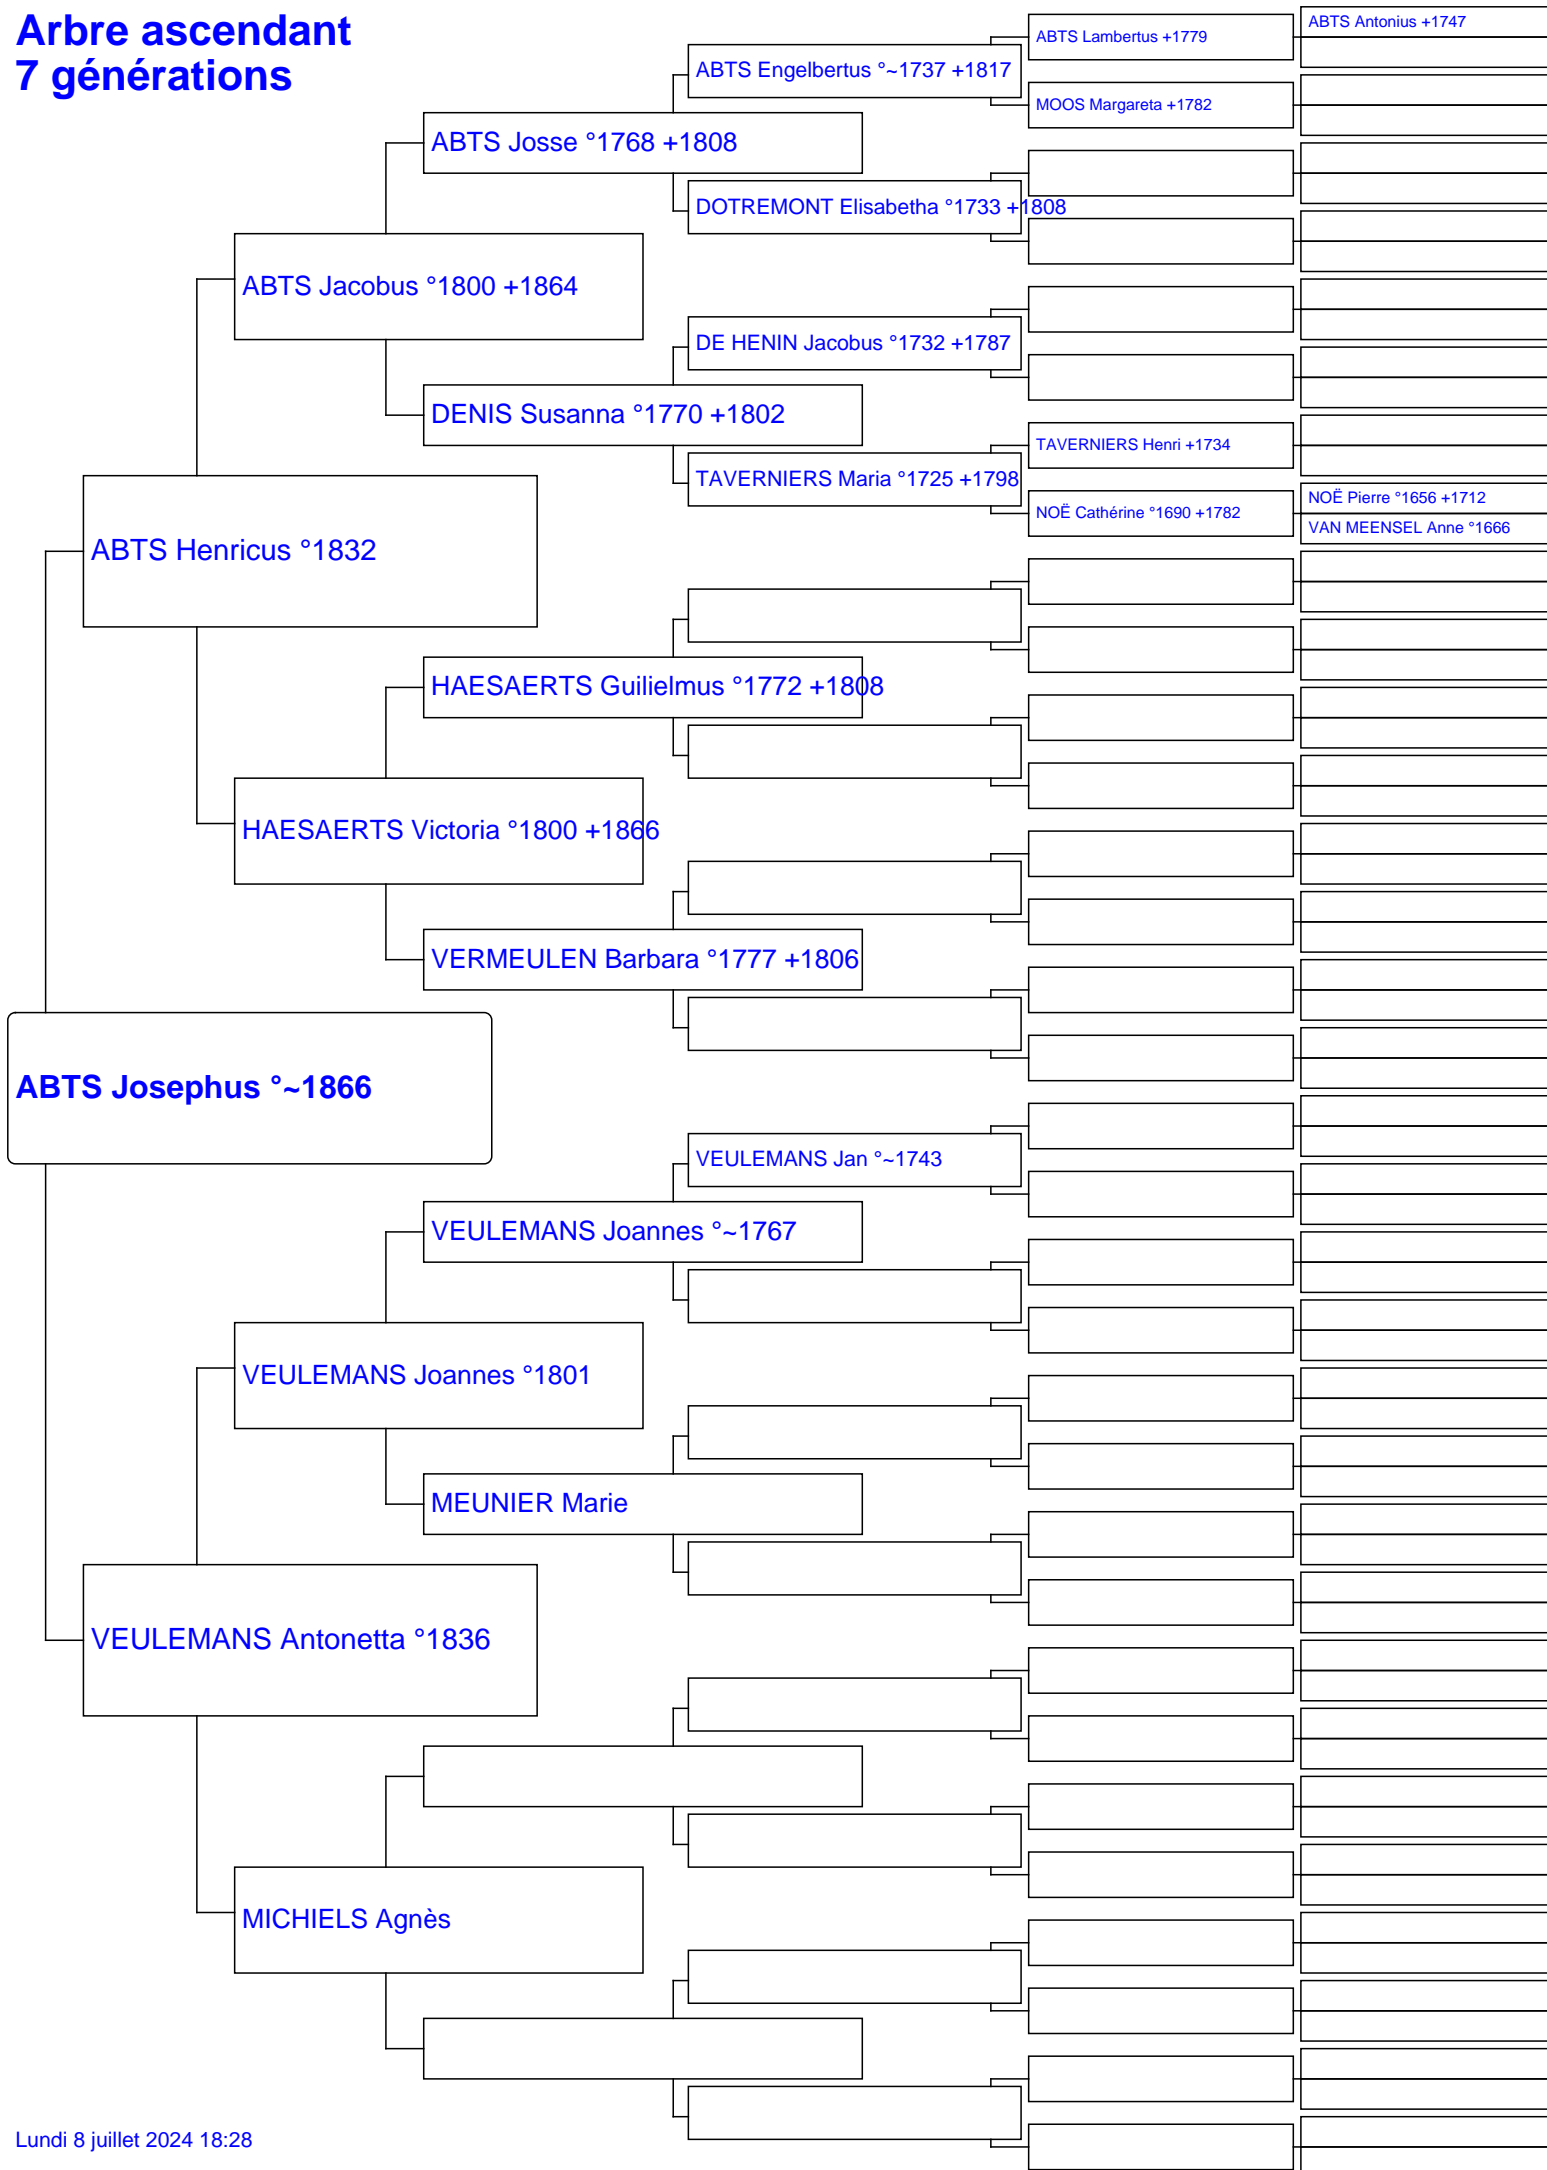 Arbre ascendant
7 générations
ABTS Antonius +1747
ABTS Lambertus +1779
ABTS Engelbertus °~1737 +1817
MOOS Margareta +1782
ABTS Josse °1768 +1808
DOTREMONT Elisabetha °1733 +1808
ABTS Jacobus °1800 +1864
DE HENIN Jacobus °1732 +1787
DENIS Susanna °1770 +1802
TAVERNIERS Henri +1734
TAVERNIERS Maria °1725 +1798
NOË Pierre °1656 +1712
NOË Cathérine °1690 +1782
VAN MEENSEL Anne °1666
ABTS Henricus °1832
HAESAERTS Guilielmus °1772 +1808
HAESAERTS Victoria °1800 +1866
VERMEULEN Barbara °1777 +1806
ABTS Josephus °~1866
VEULEMANS Jan °~1743
VEULEMANS Joannes °~1767
VEULEMANS Joannes °1801
MEUNIER Marie
VEULEMANS Antonetta °1836
MICHIELS Agnès
Lundi 8 juillet 2024 18:28